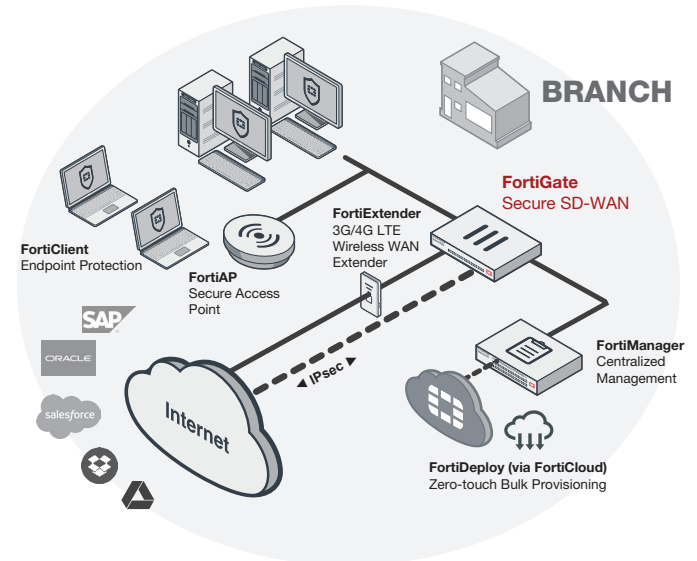 BRANCH
FortiGate
Secure SD-WAN
FortiExtender
3G/4G LTE
Wireless WAN
Extender
FortiClient
Endpoint Protection
FortiAP
Secure Access
Point
SAP
ORACLE
salesforce
Internet
◄ IPsec ►
FortiManager
Centralized
Management
FortiDeploy (via FortiCloud)
Zero-touch Bulk Provisioning